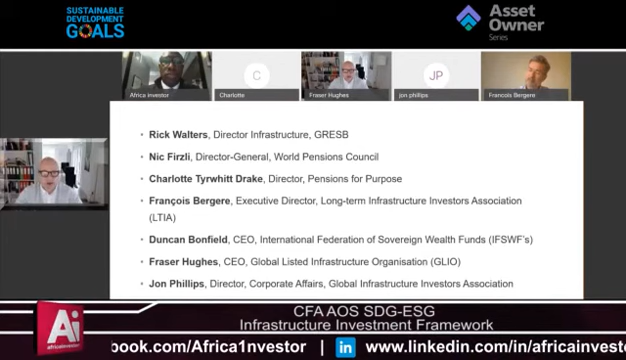 SUSTAINABLE
DEVELOPMENT
GOALS
Asset
Owner
Series
Africa investor
C
Charlotte
Fraser Hughes
JP
jon phillips
Francois Bergere
• Rick Walters, Director Infrastructure, GRESB
• Nic Firzli, Director-General, World Pensions Council
• Charlotte Tyrwhitt Drake, Director, Pensions for Purpose
• François Bergere, Executive Director, Long-term Infrastructure Investors Association
(LTIA)
• Duncan Bonfield, CEO, International Federation of Sovereign Wealth Funds (IFSWF's)
• Fraser Hughes, CEO, Global Listed Infrastructure Organisation (GLIO)
• Jon Phillips, Director, Corporate Affairs, Global Infrastructure Investors Association
Ai
africainvestor
CFA AOS SDG-ESG
Infrastructure Investment Framework
book.com/Africa1nvestor | in www.linkedin.com/in/africainvesto